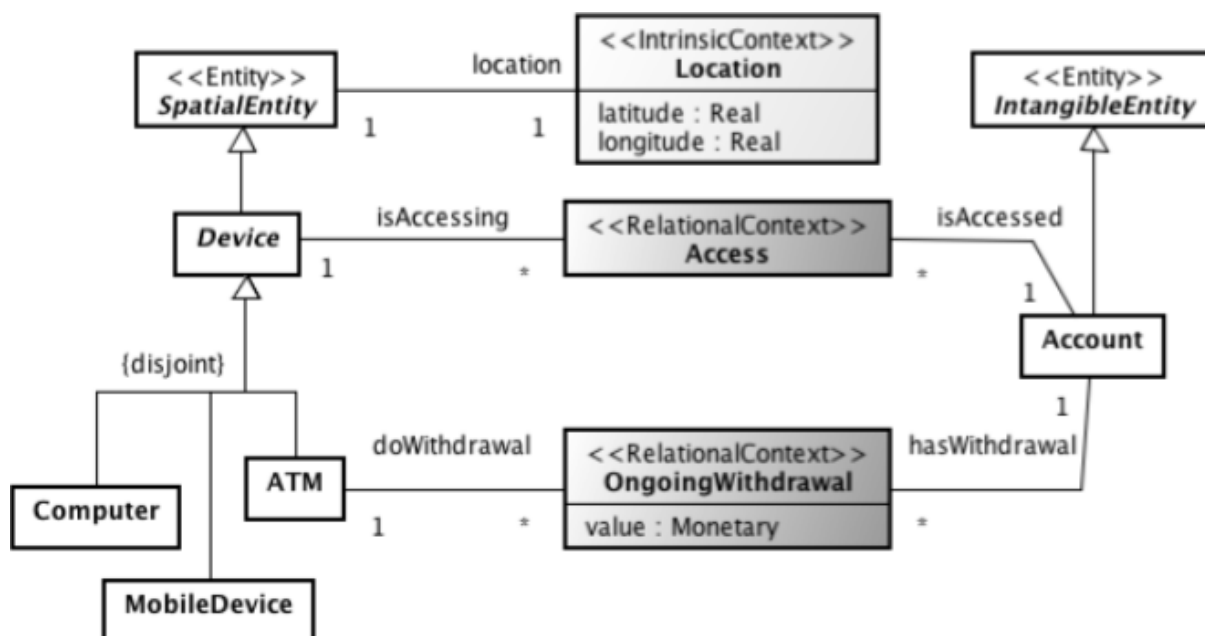 <<Entity>>
SpatialEntity
location
1
1
<<IntrinsicContext>>
Location
latitude : Real
longitude : Real
<<Entity>>
IntangibleEntity
Device
isAccessing
1
*
<<RelationalContext>>
Access
isAccessed
*
1
Account
{disjoint}
Computer
MobileDevice
ATM
doWithdrawal
1
*
<<RelationalContext>>
OngoingWithdrawal
value : Monetary
hasWithdrawal
*
1